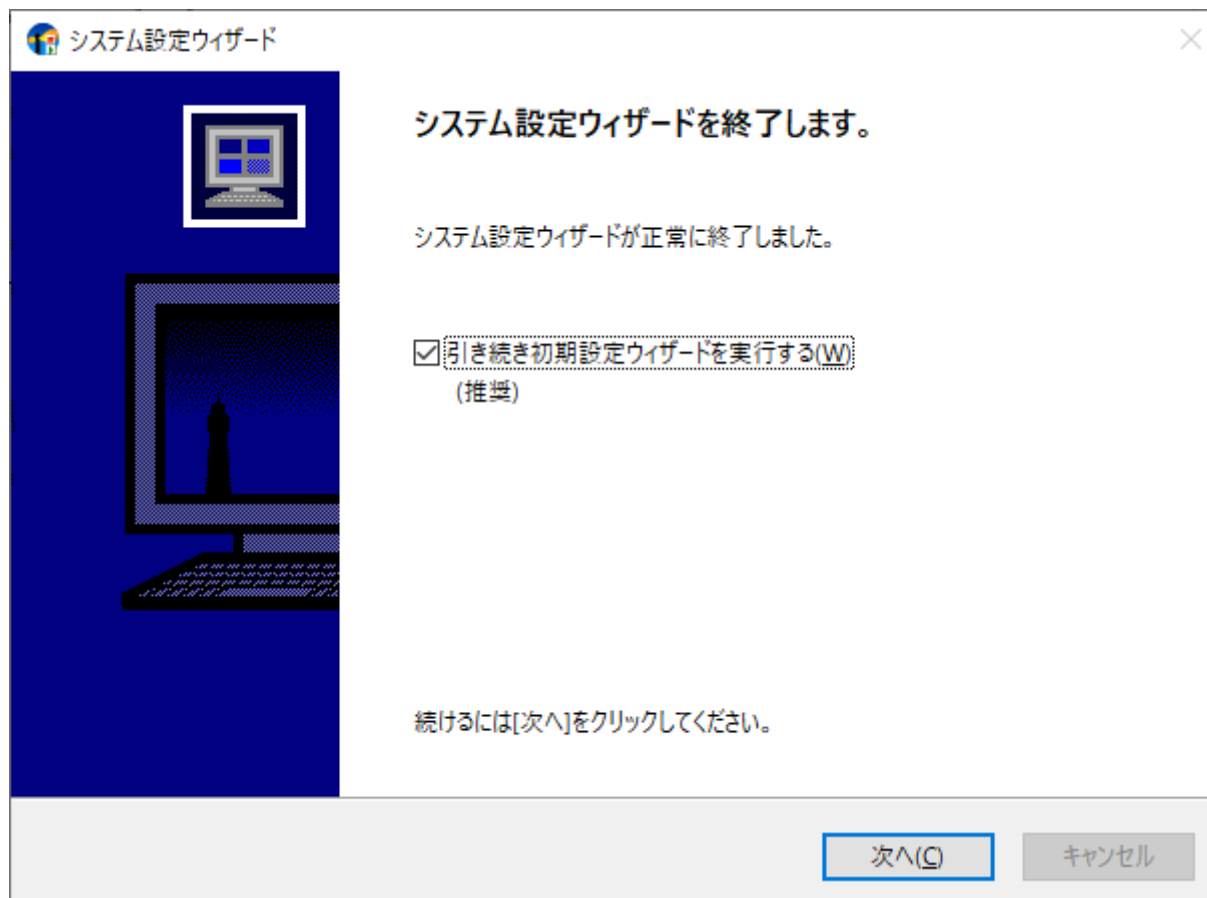 システム設定ウィザード
システム設定ウィザードを終了します。
システム設定ウィザードが正常に終了しました。
引き続き初期設定ウィザードを実行する(W)
(推奨)
続けるには[次へ]をクリックしてください。
次へ(C)
キャンセル